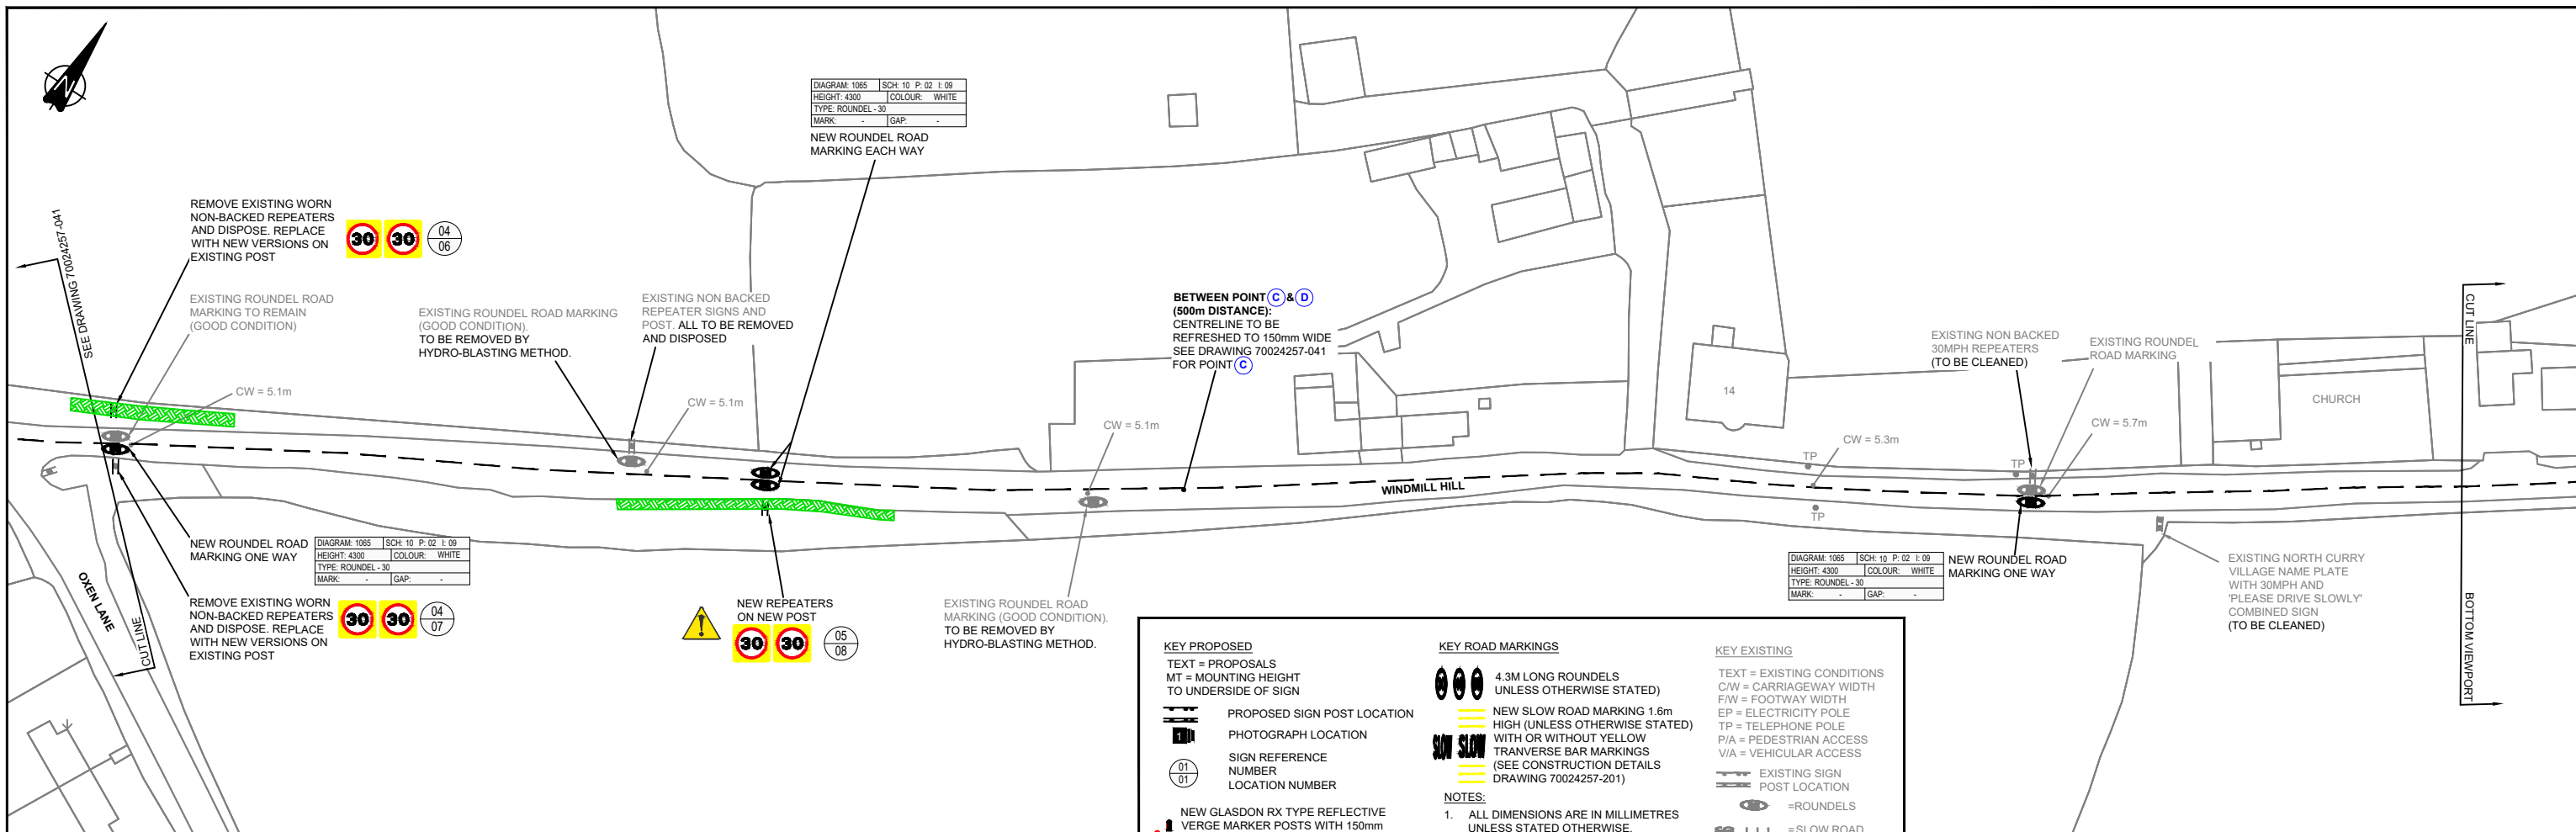 N
DIAGRAM: 1065 SCH: 10 P: 02 I: 09
HEIGHT: 4300 COLOUR: WHITE
TYPE: ROUNDEL - 30
MARK: - GAP: -
NEW ROUNDEL ROAD
MARKING EACH WAY
SEE DRAWING 70024257-041
REMOVE EXISTING WORN
NON-BACKED REPEATERS
AND DISPOSE. REPLACE
WITH NEW VERSIONS ON
EXISTING POST
30 30 04
06
EXISTING ROUNDEL ROAD
MARKING TO REMAIN
(GOOD CONDITION)
CW = 5.1m
EXISTING ROUNDEL ROAD MARKING
(GOOD CONDITION).
TO BE REMOVED BY
HYDRO-BLASTING METHOD.
EXISTING NON BACKED
REPEATER SIGNS AND
POST. ALL TO BE REMOVED
AND DISPOSED
CW = 5.1m
BETWEEN POINT C & D
(500m DISTANCE):
CENTRELINE TO BE
REFRESHED TO 150mm WIDE
SEE DRAWING 70024257-041
FOR POINT C
CW = 5.1m
14
WINDMILL HILL
TP
CW = 5.3m
TP
EXISTING NON BACKED
30MPH REPEATERS
(TO BE CLEANED)
EXISTING ROUNDEL
ROAD MARKING
TP
CW = 5.7m
CHURCH
CUT LINE
BOTTOM VIEWPORT
NEW ROUNDEL ROAD
MARKING ONE WAY
DIAGRAM: 1065 SCH: 10 P: 02 I: 09
HEIGHT: 4300 COLOUR: WHITE
TYPE: ROUNDEL - 30
MARK: - GAP: -
OXEN LANE
CUT LINE
REMOVE EXISTING WORN
NON-BACKED REPEATERS
AND DISPOSE. REPLACE
WITH NEW VERSIONS ON
EXISTING POST
30 30 04
07
NEW REPEATERS
ON NEW POST
30 30 05
08
EXISTING ROUNDEL ROAD
MARKING (GOOD CONDITION).
TO BE REMOVED BY
HYDRO-BLASTING METHOD.
DIAGRAM: 1065 SCH: 10 P: 02 I: 09
HEIGHT: 4300 COLOUR: WHITE
TYPE: ROUNDEL - 30
MARK: - GAP: -
NEW ROUNDEL ROAD
MARKING ONE WAY
EXISTING NORTH CURRY
VILLAGE NAME PLATE
WITH 30MPH AND
'PLEASE DRIVE SLOWLY'
COMBINED SIGN
(TO BE CLEANED)
KEY PROPOSED
TEXT = PROPOSALS
MT = MOUNTING HEIGHT
TO UNDERSIDE OF SIGN
PROPOSED SIGN POST LOCATION
1 PHOTOGRAPH LOCATION
01
01
SIGN REFERENCE
NUMBER
LOCATION NUMBER
NEW GLASDON RX TYPE REFLECTIVE
VERGE MARKER POSTS WITH 150mm
KEY ROAD MARKINGS
4.3M LONG ROUNDELS
UNLESS OTHERWISE STATED)
SLOW SLOW
NEW SLOW ROAD MARKING 1.6m
HIGH (UNLESS OTHERWISE STATED)
WITH OR WITHOUT YELLOW
TRANVERSE BAR MARKINGS
(SEE CONSTRUCTION DETAILS
DRAWING 70024257-201)
NOTES:
1. ALL DIMENSIONS ARE IN MILLIMETRES
UNLESS STATED OTHERWISE.
KEY EXISTING
TEXT = EXISTING CONDITIONS
C/W = CARRIAGEWAY WIDTH
F/W = FOOTWAY WIDTH
EP = ELECTRICITY POLE
TP = TELEPHONE POLE
P/A = PEDESTRIAN ACCESS
V/A = VEHICULAR ACCESS
EXISTING SIGN
POST LOCATION
=ROUNDELS
=SLOW ROAD